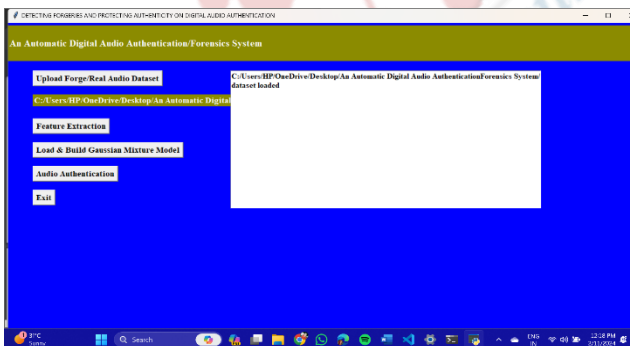 DETECTING FORGERIES AND PROTECTING AUTHENTICITY ON DIGITAL AUDIO AUTHENTICATION
An Automatic Digital Audio Authentication/Forensics System
Upload Forge/Real Audio Dataset
C:/Users/HP/OneDrive/Desktop/An Automatic Digital
Feature Extraction
Load & Build Gaussian Mixture Model
Audio Authentication
Exit
C:/Users/HP/OneDrive/Desktop/An Automatic Digital Audio AuthenticationForensics System/
dataset loaded
Sunny
Search
ENG
IN
12:18 PM